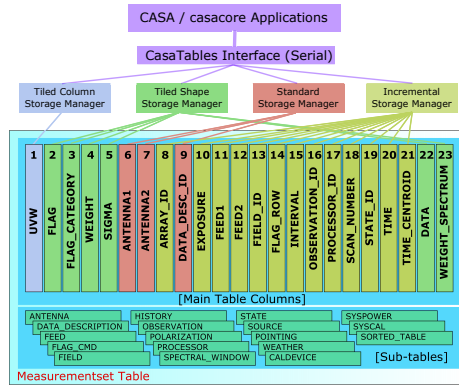 CASA / casacore Applications
CasaTables Interface (Serial)
Tiled Column
Storage Manager
Tiled Shape
Storage Manager
Standard
Storage Manager
Incremental
Storage Manager
1 2 3 4 5 6 7 8 9 10 11 12 13 14 15 16 17 18 19 20 21 22 23
UVW
FLAG
FLAG_CATEGORY
WEIGHT
SIGMA
ANTENNA1
ANTENNA2
ARRAY_ID
DATA_DESC_ID
EXPOSURE
FEED1
FEED2
FIELD_ID
FLAG_ROW
INTERVAL
OBSERVATION_ID
PROCESSOR_ID
SCAN_NUMBER
STATE_ID
TIME
TIME_CENTROID
DATA
WEIGHT_SPECTRUM
[Main Table Columns]
ANTENNA
DATA_DESCRIPTION
FEED
FLAG_CMD
FIELD
HISTORY
OBSERVATION
POLARIZATION
PROCESSOR
SPECTRAL_WINDOW
STATE
SOURCE
POINTING
WEATHER
CALDEVICE
SYSPOWER
SYSCAL
SORTED_TABLE
[Sub-tables]
Measurementset Table